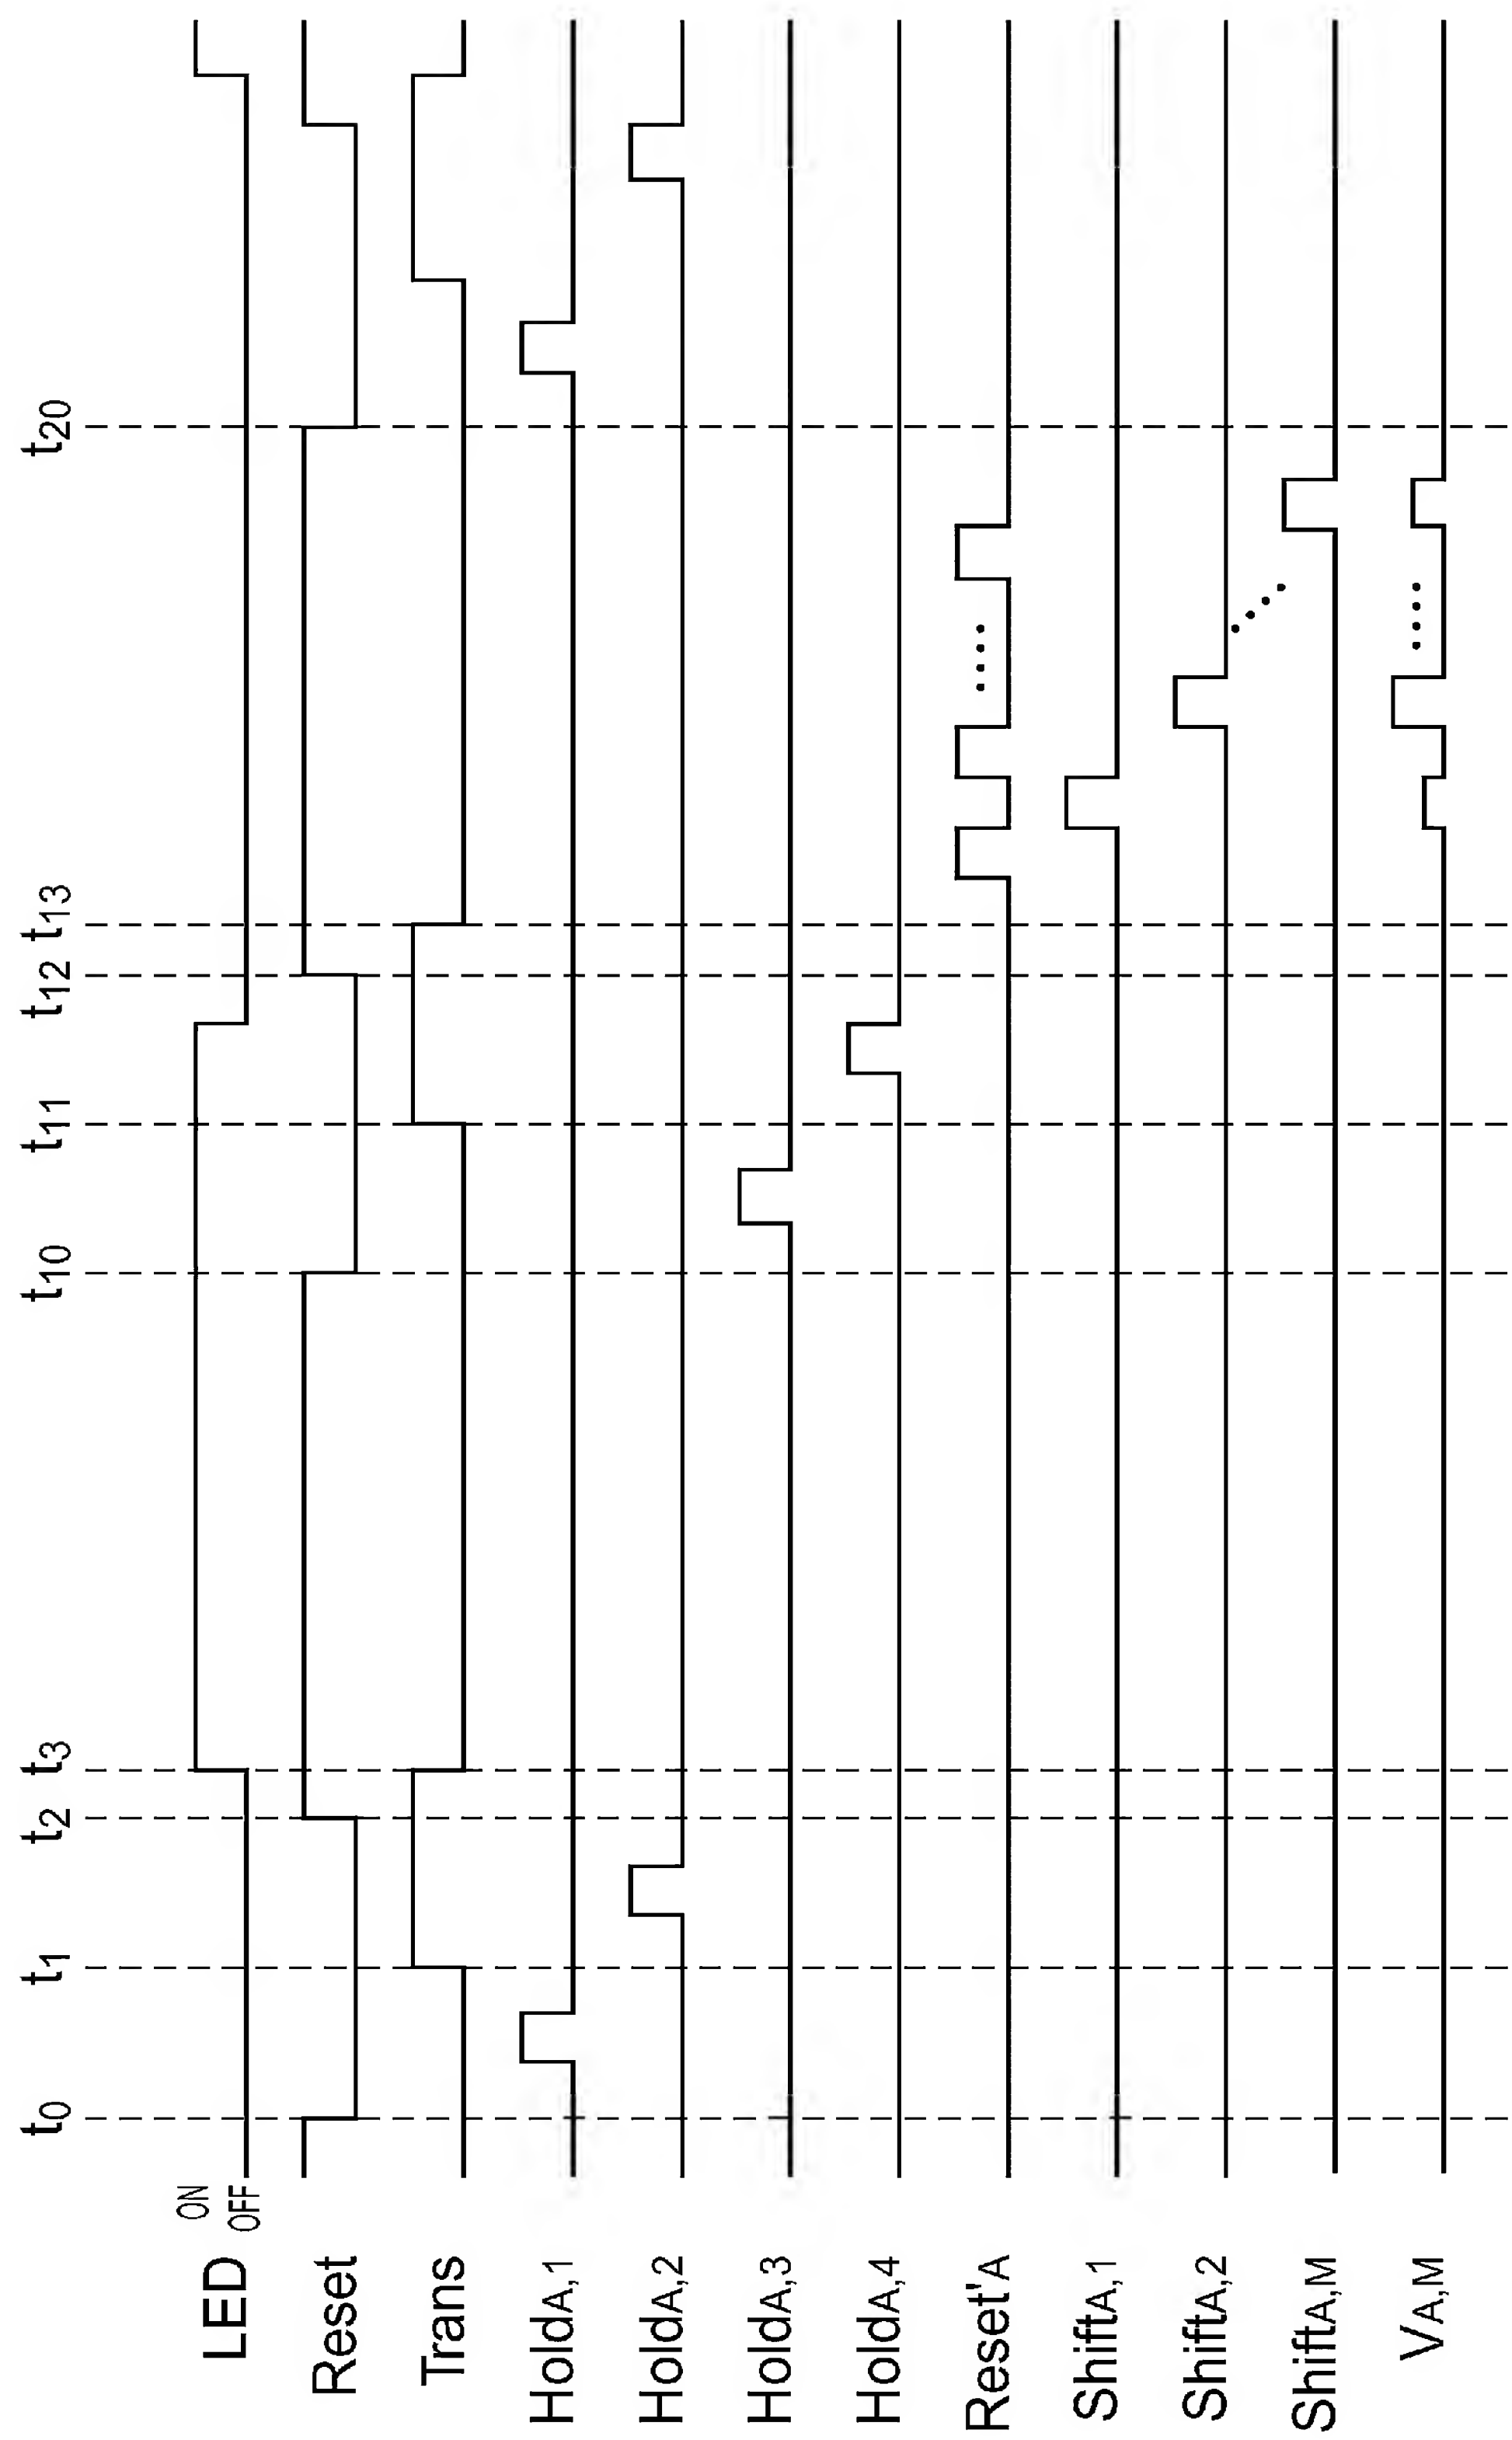 t0 t1 t2 t3 t10 t11 t12 t13 t20
LED ON
OFF
Reset
Trans
HoldA,1
HoldA,2
HoldA,3
HoldA,4
Reset'A
ShiftA,1
ShiftA,2
ShiftA,M
VA,M